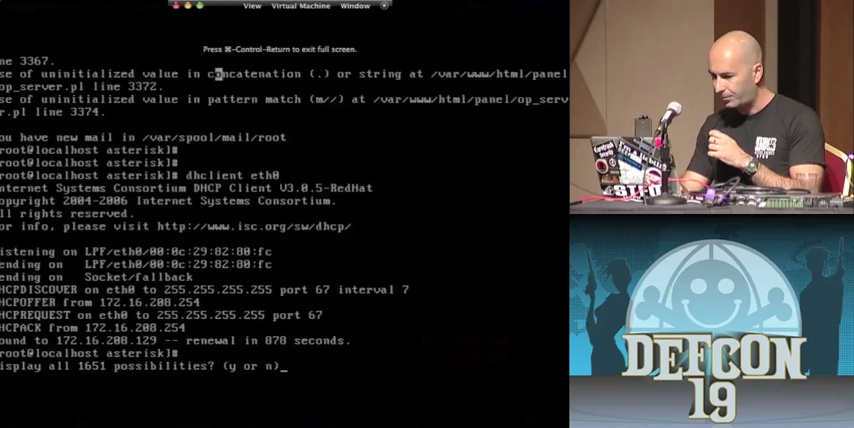 View Virtual Machine Window
Press ⌘-Control-Return to exit full screen.
ne 3367.
se of uninitialized value in concatenation (.) or string at /var/www/html/panel
op_server.pl line 3372.
se of uninitialized value in pattern match (m//) at /var/www/html/panel/op_serv
r.pl line 3374.
ou have new mail in /var/spool/mail/root
root@localhost asterisk]#
root@localhost asterisk]#
root@localhost asterisk]# dhclient eth0
nternet Systems Consortium DHCP Client V3.0.5-RedHat
opyright 2004-2006 Internet Systems Consortium.
ll rights reserved.
or info, please visit http://www.isc.org/sw/dhcp/
istening on LPF/eth0/00:0c:29:82:80:fc
ending on   LPF/eth0/00:0c:29:82:80:fc
ending on   Socket/fallback
HCPDISCOVER on eth0 to 255.255.255.255 port 67 interval 7
HCPOFFER from 172.16.208.254
HCPREQUEST on eth0 to 255.255.255.255 port 67
HCPACK from 172.16.208.254
ound to 172.16.208.129 -- renewal in 878 seconds.
root@localhost asterisk]#
isplay all 1651 possibilities? (y or n)_
DEFCON
19